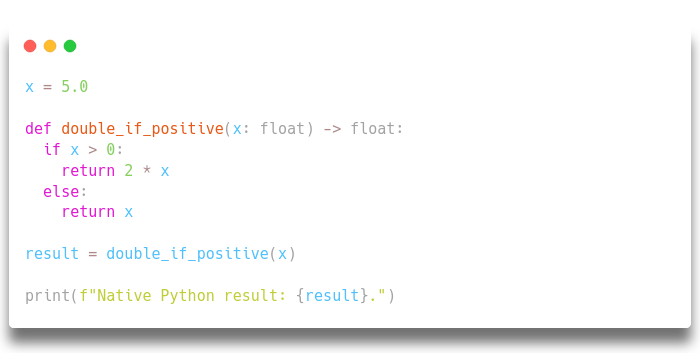 x = 5.0
def double_if_positive(x: float) -> float:
  if x > 0:
    return 2 * x
  else:
    return x
result = double_if_positive(x)
print(f"Native Python result: {result}.")